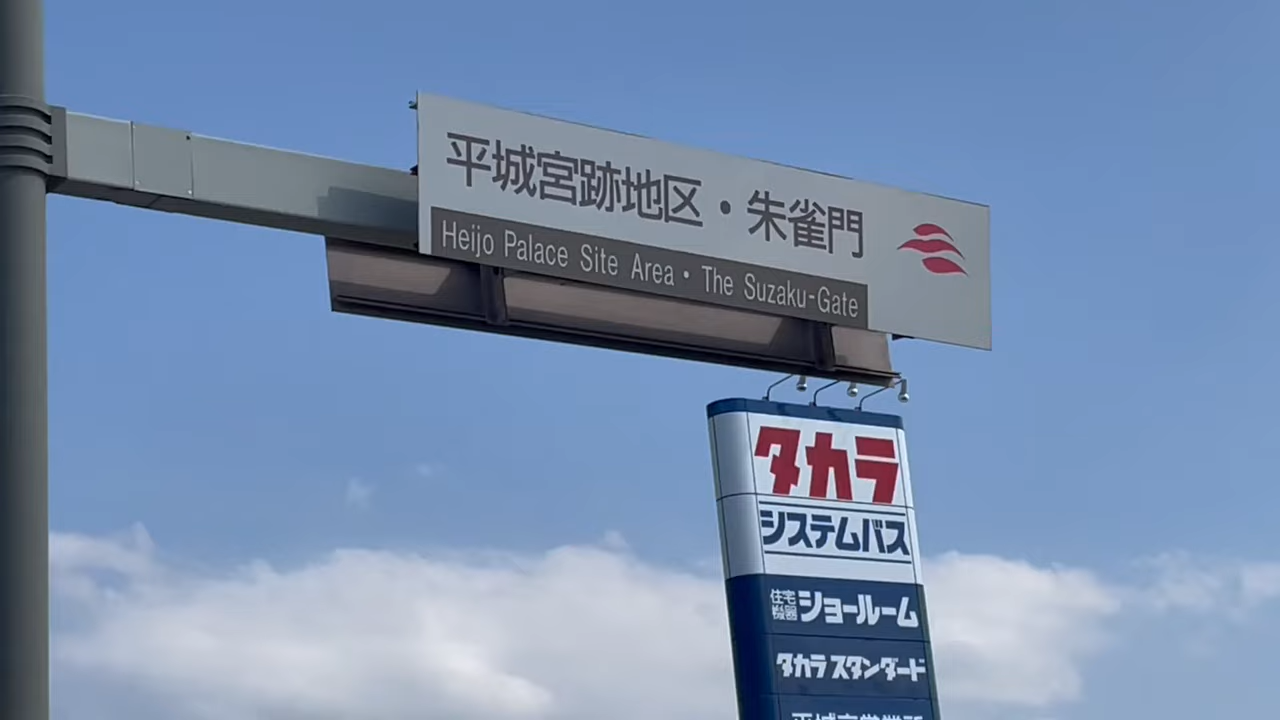 平城宮跡地区・朱雀門
Heijo Palace Site Area・The Suzaku-Gate
タカラ
システムバス
住宅機器 ショールーム
タカラスタンダード